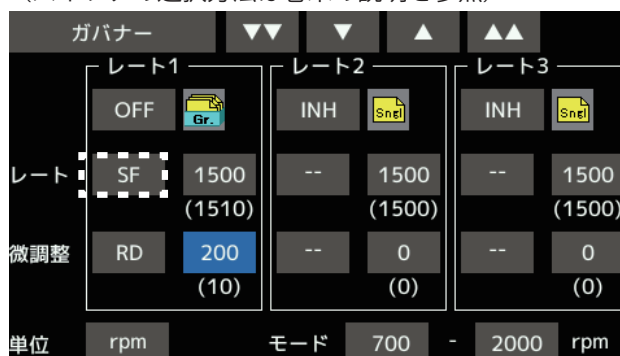 ガバナー ▼▼ ▼ ▲ ▲▲
レート1 レート2 レート3
OFF Gr. INH Sngl INH Sngl
レート SF 1500 -- 1500 -- 1500
(1510) (1500) (1500)
微調整 RD 200 -- 0 -- 0
(10) (0) (0)
単位 rpm モード 700 - 2000 rpm